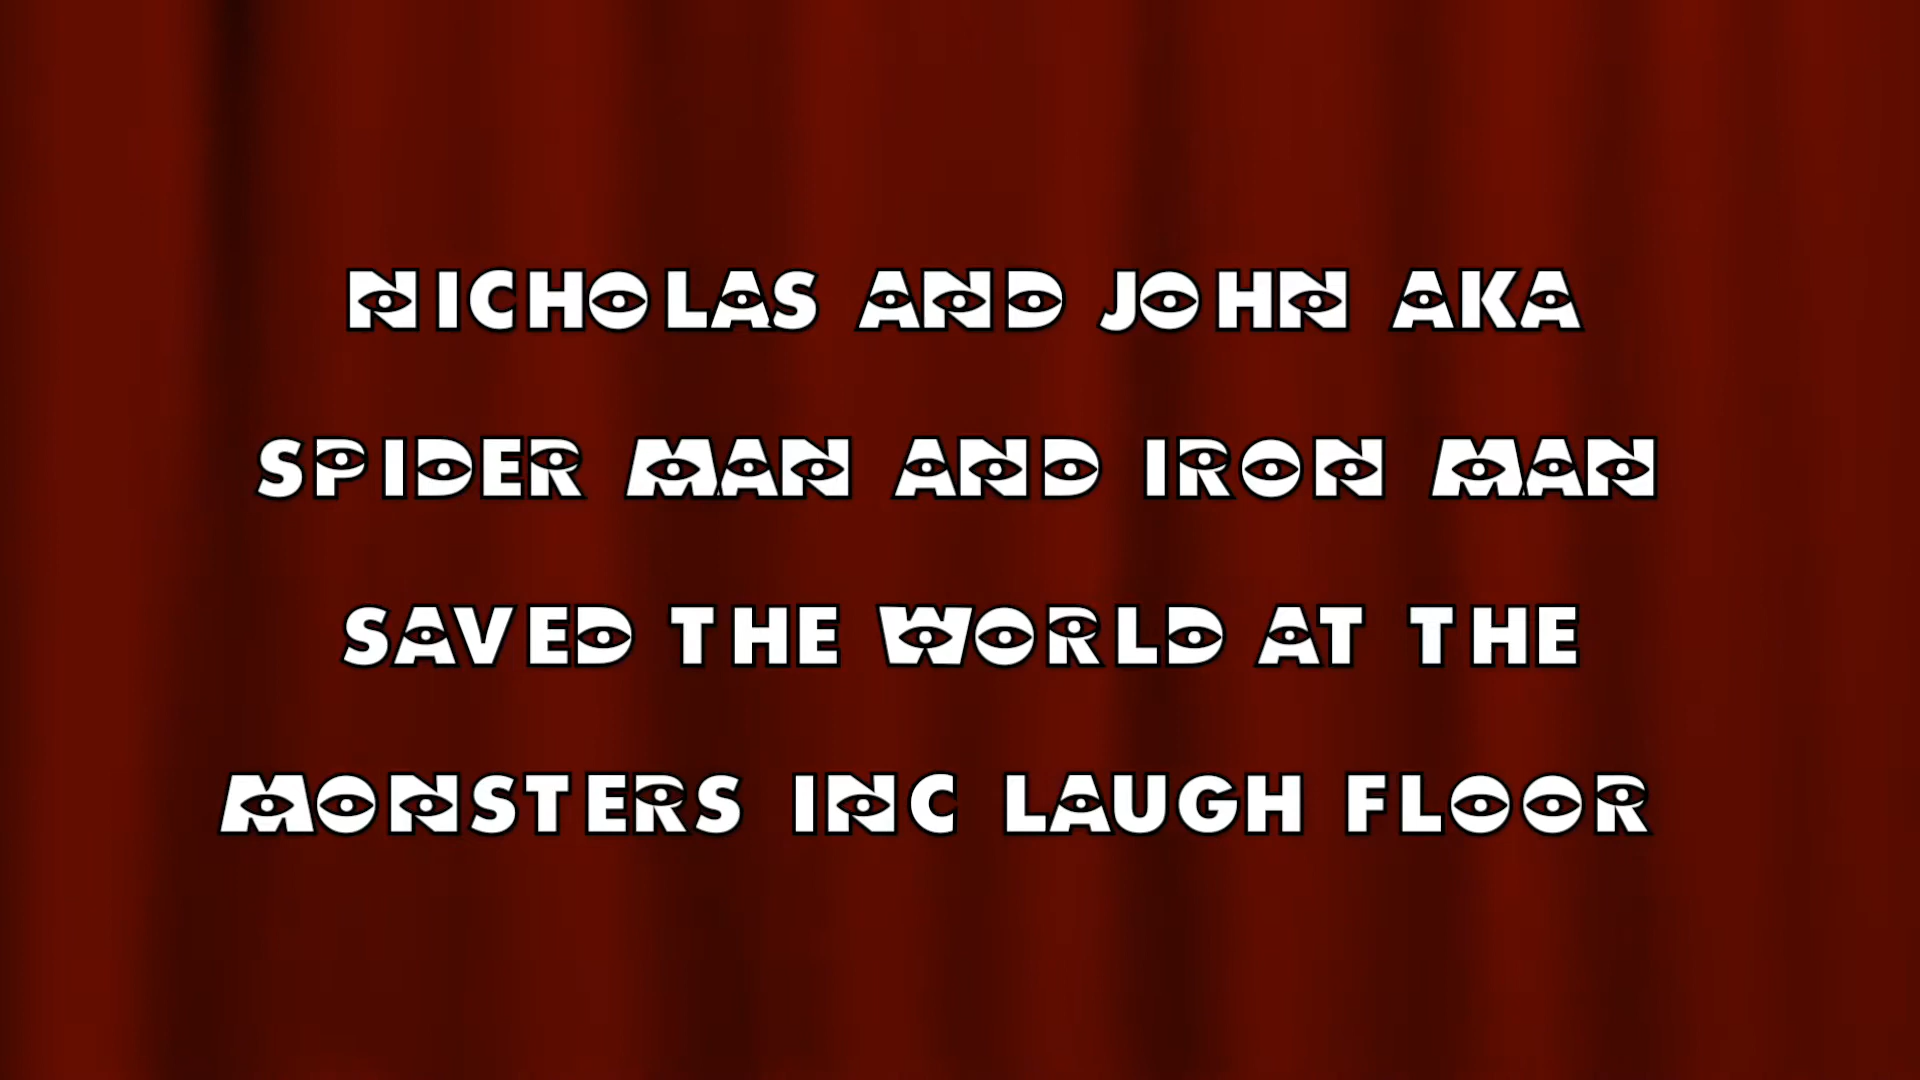 NICHOLAS AND JOHN AKA
SPIDER MAN AND IRON MAN
SAVED THE WORLD AT THE
MONSTERS INC LAUGH FLOOR